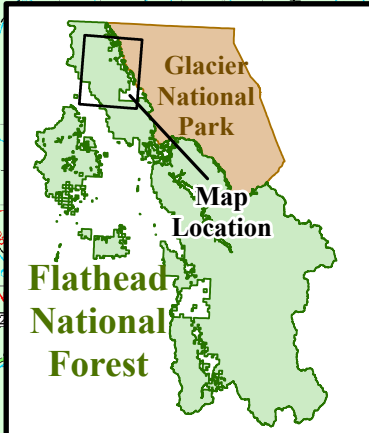 Glacier
National
Park
Map
Location
Flathead
National
Forest